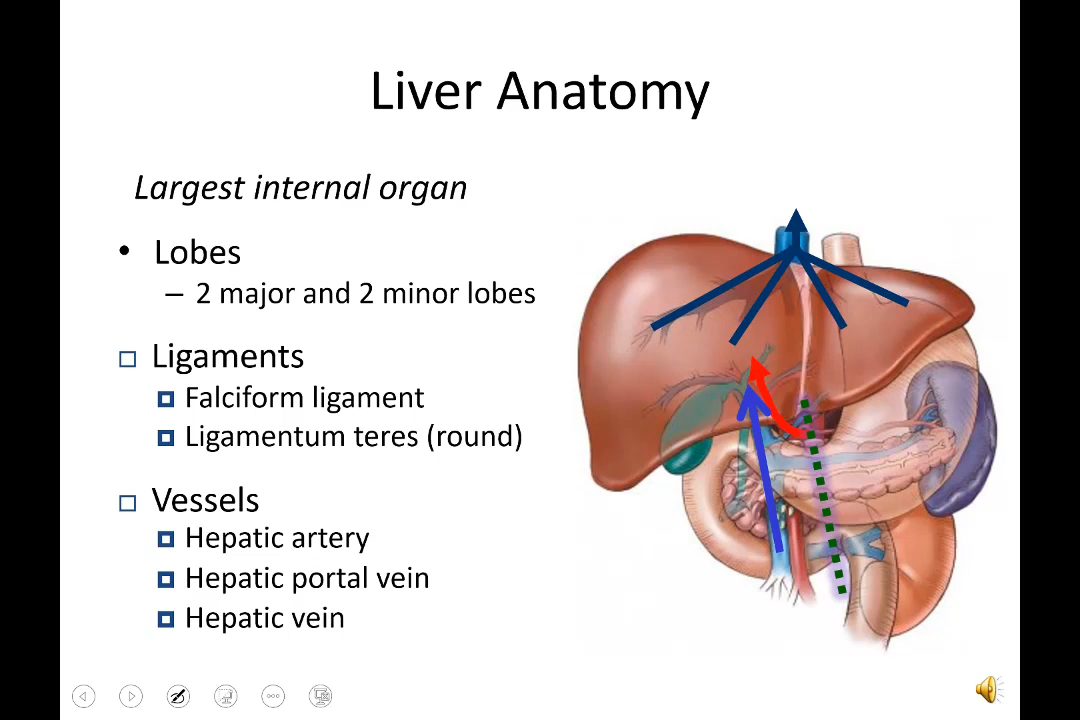 Liver Anatomy
Largest internal organ
• Lobes
– 2 major and 2 minor lobes
Ligaments
Falciform ligament
Ligamentum teres (round)
Vessels
Hepatic artery
Hepatic portal vein
Hepatic vein